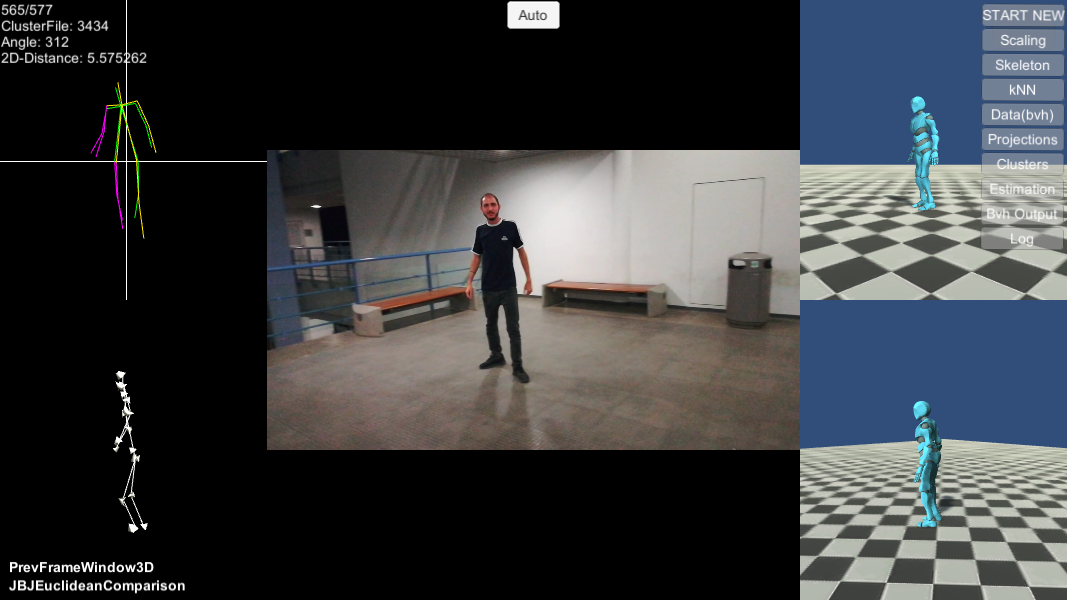 565/577
ClusterFile: 3434
Angle: 312
2D-Distance: 5.575262
Auto
START NEW
Scaling
Skeleton
kNN
Data(bvh)
Projections
Clusters
Estimation
Bvh Output
Log
PrevFrameWindow3D
JBJEuclideanComparison